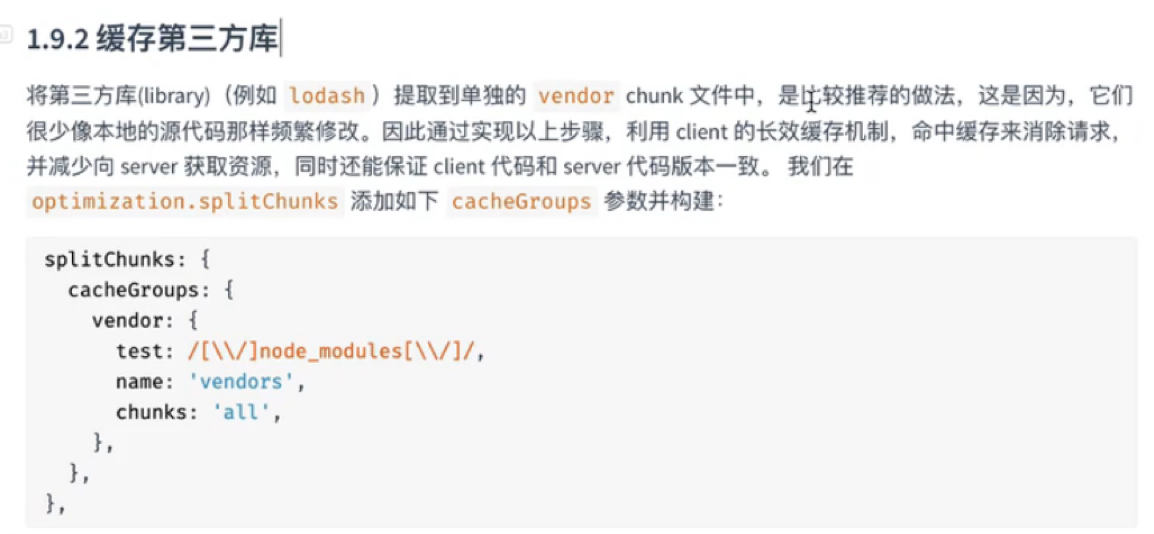 1.9.2 缓存第三方库
将第三方库(library)（例如 lodash ）提取到单独的 vendor chunk 文件中，是比较推荐的做法，这是因为，它们
很少像本地的源代码那样频繁修改。因此通过实现以上步骤，利用 client 的长效缓存机制，命中缓存来消除请求，
并减少向 server 获取资源，同时还能保证 client 代码和 server 代码版本一致。 我们在
optimization.splitChunks 添加如下 cacheGroups 参数并构建：
splitChunks: {
  cacheGroups: {
    vendor: {
      test: /[\\/]node_modules[\\/]/,
      name: 'vendors',
      chunks: 'all',
    },
  },
},